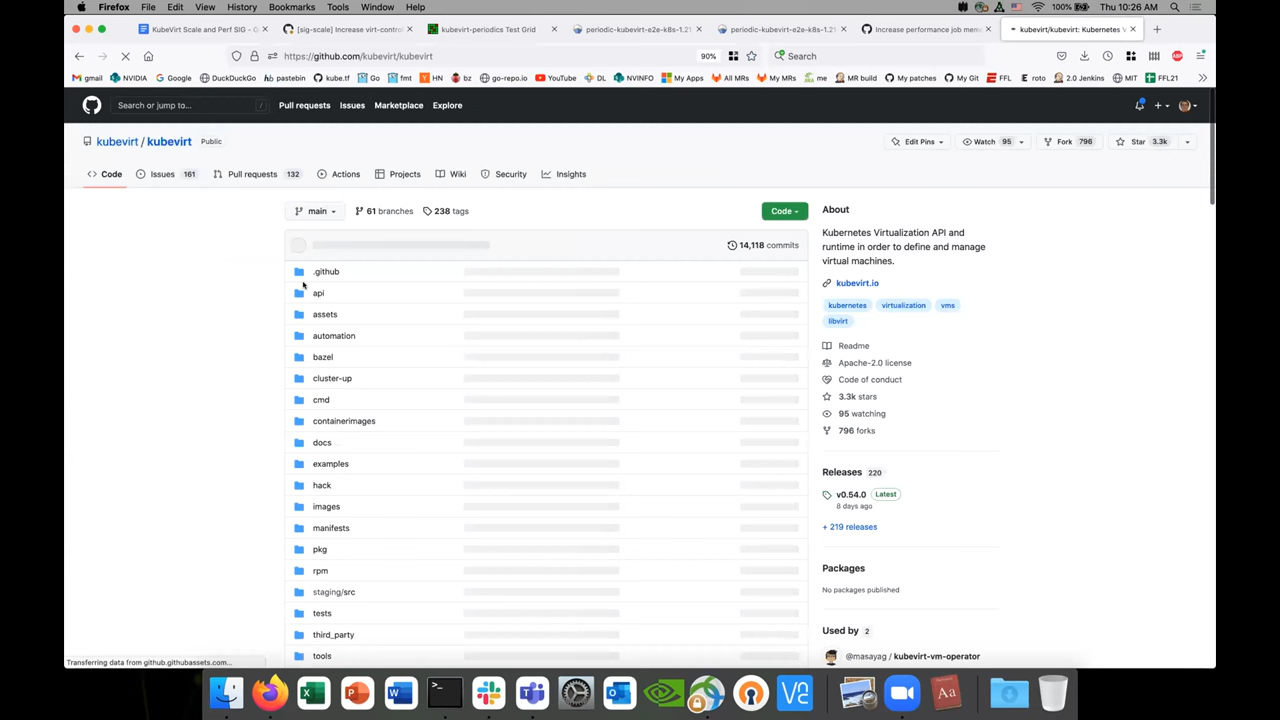 Firefox File Edit View History Bookmarks Tools Window Help 100% Thu 10:26 AM
KubeVirt Scale and Perf SIG - G [sig-scale] Increase virt-control kubevirt-periodics Test Grid periodic-kubevirt-e2e-k8s-1.21 periodic-kubevirt-e2e-k8s-1.21 Increase performance job mem kubevirt/kubevirt: Kubernetes V
https://github.com/kubevirt/kubevirt 90% Search
gmail NVIDIA Google DuckDuckGo pastebin kube.tf Go fmt HN bz go-repo.io YouTube DL NVINFO My Apps All MRs My MRs me MR build My patches My Git FFL eroto 2.0 Jenkins MIT FFL21
Search or jump to... / Pull requests Issues Marketplace Explore
kubevirt / kubevirt Public Edit Pins Watch 95 Fork 796 Star 3.3k
Code Issues 161 Pull requests 132 Actions Projects Wiki Security Insights
main 61 branches 238 tags Code
14,118 commits
.github
api
assets
automation
bazel
cluster-up
cmd
containerimages
docs
examples
hack
images
manifests
pkg
rpm
staging/src
tests
third_party
tools
About
Kubernetes Virtualization API and
runtime in order to define and manage
virtual machines.
kubevirt.io
kubernetes virtualization vms
libvirt
Readme
Apache-2.0 license
Code of conduct
3.3k stars
95 watching
796 forks
Releases 220
v0.54.0 Latest
8 days ago
+ 219 releases
Packages
No packages published
Used by 2
@masayag / kubevirt-vm-operator
Transferring data from github.githubassets.com...